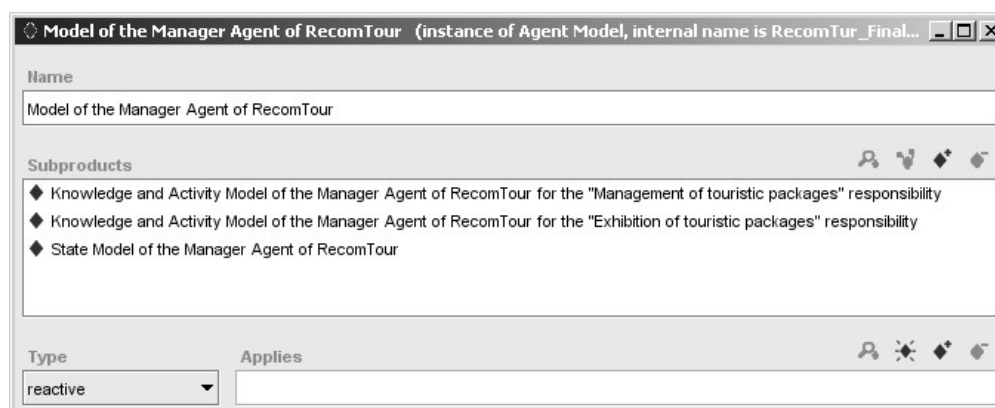 Model of the Manager Agent of RecomTour (instance of Agent Model, internal name is RecomTur_Final...
Name
Model of the Manager Agent of RecomTour
Subproducts
Knowledge and Activity Model of the Manager Agent of RecomTour for the "Management of touristic packages" responsibility
Knowledge and Activity Model of the Manager Agent of RecomTour for the "Exhibition of touristic packages" responsibility
State Model of the Manager Agent of RecomTour
Type Applies
reactive